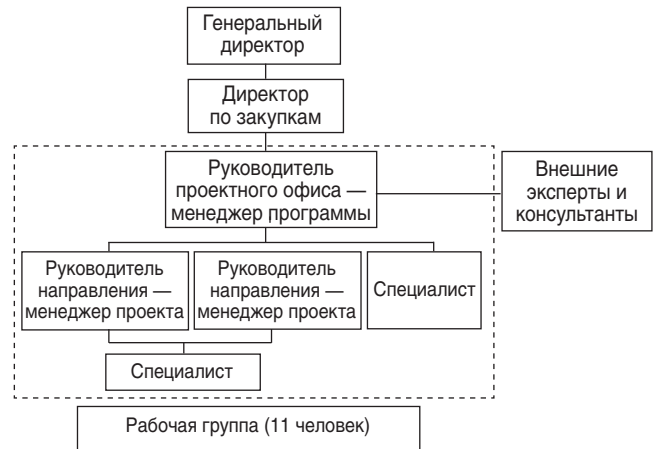 Генеральный
директор
Директор
по закупкам
Руководитель
проектного офиса —
менеджер программы
Внешние
эксперты и
консультанты
Руководитель
направления —
менеджер проекта
Руководитель
направления —
менеджер проекта
Специалист
Специалист
Рабочая группа (11 человек)